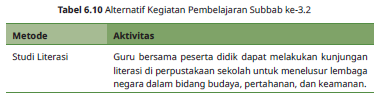 Tabel 6.10 Alternatif Kegiatan Pembelajaran Subbab ke-3.2
Metode Aktivitas
Studi Literasi Guru bersama peserta didik dapat melakukan kunjungan
literasi di perpustakaan sekolah untuk menelusur lembaga
negara dalam bidang budaya, pertahanan, dan keamanan.